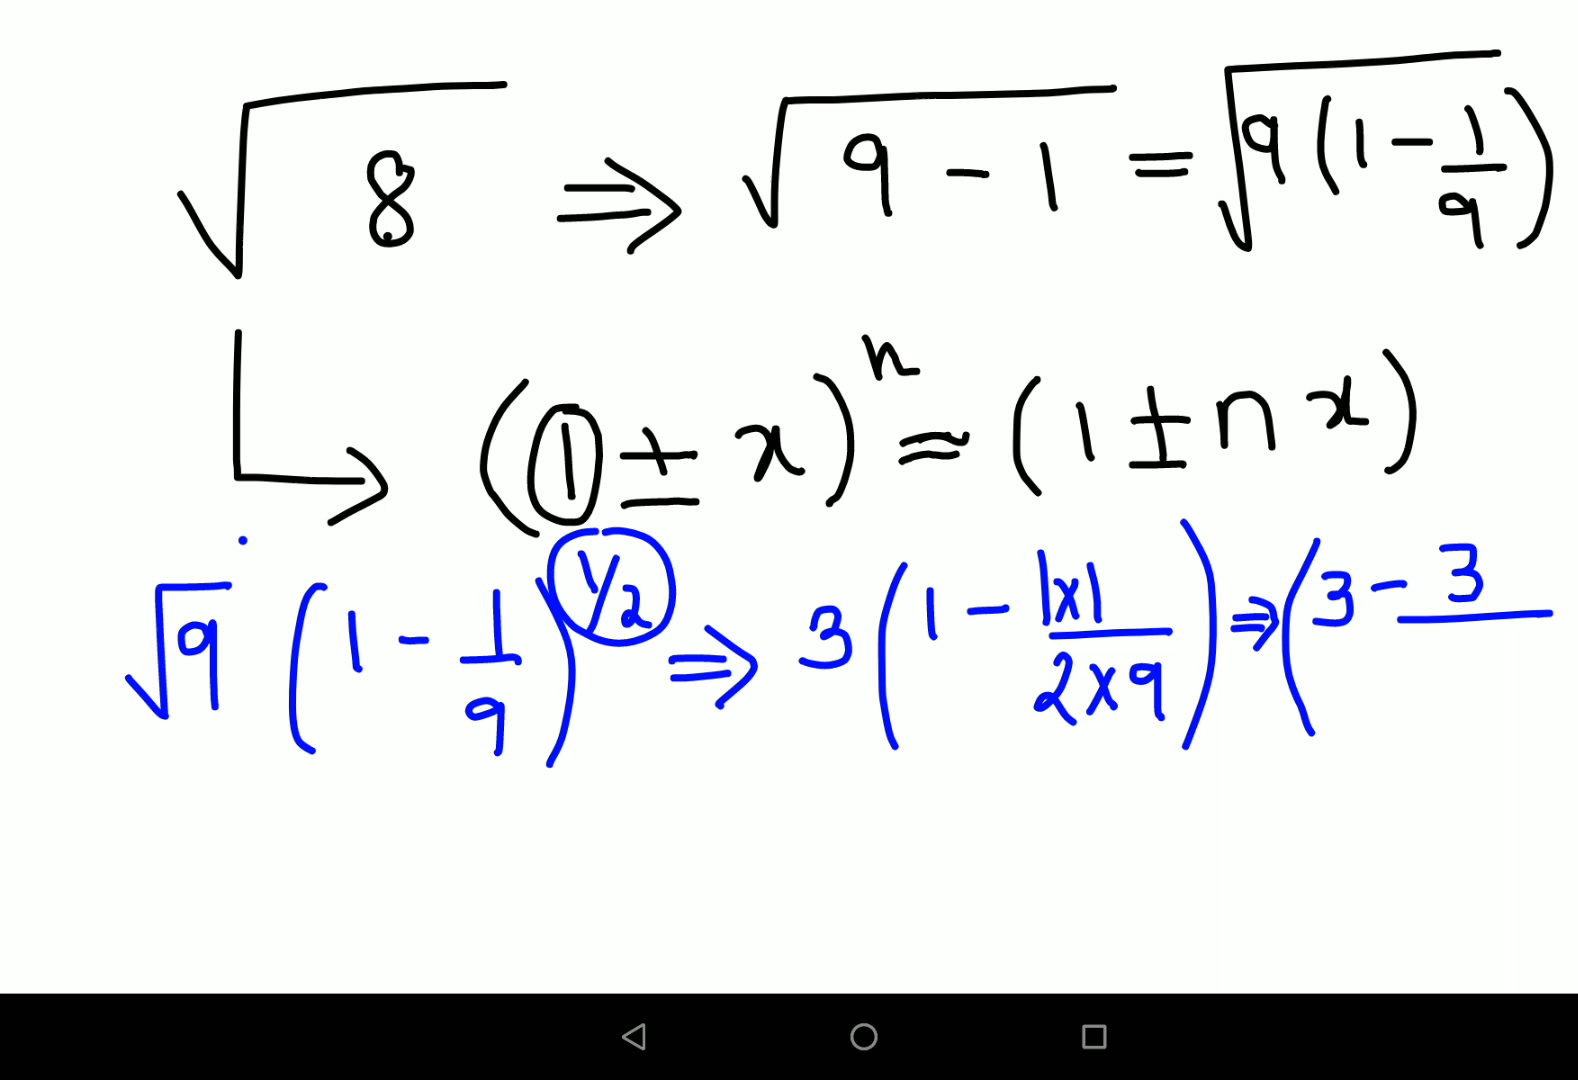 √8 ⇒ √9 - 1 = √9(1 - 1/9)
(1 ± x)^n ≈ (1 ± n x)
√9 (1 - 1/9)^1/2 ⇒ 3(1 - 1×1/2×9) ⇒ (3 - 3/